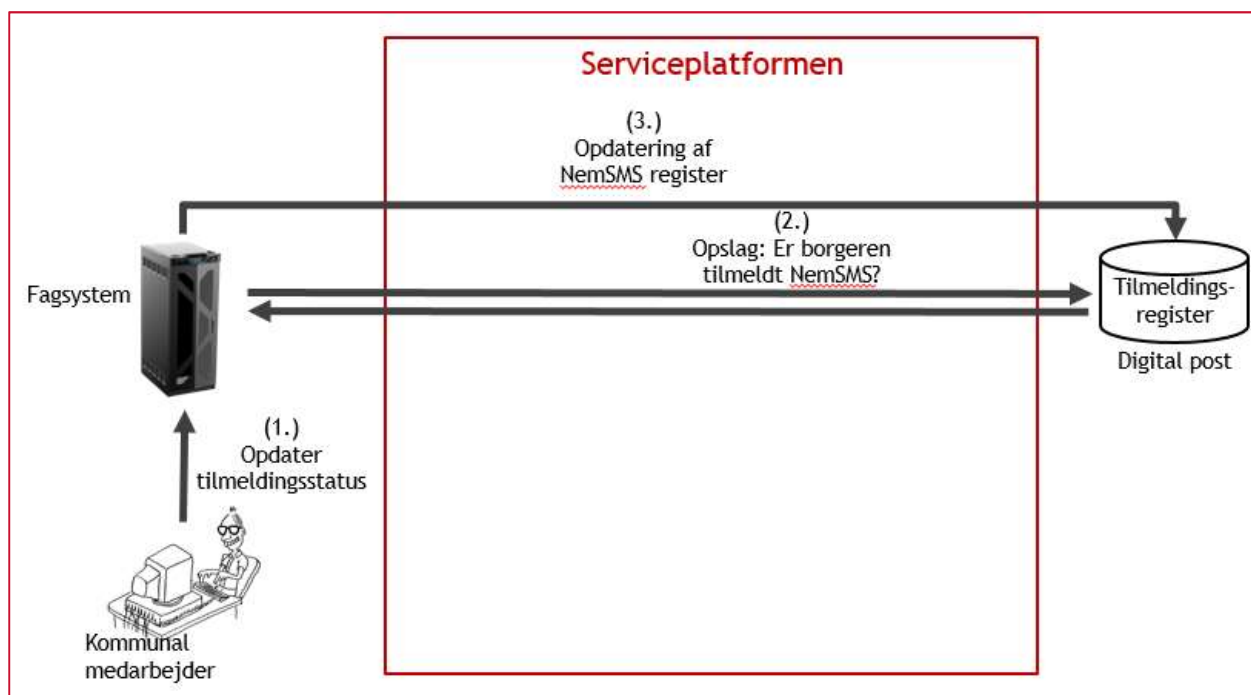 Serviceplatformen
(3.)
Opdatering af
NemSMS register
(2.)
Opslag: Er borgeren
tilmeldt NemSMS?
Fagsystem
Tilmeldings-
register
Digital post
(1.)
Opdater
tilmeldingsstatus
Kommunal
medarbejder